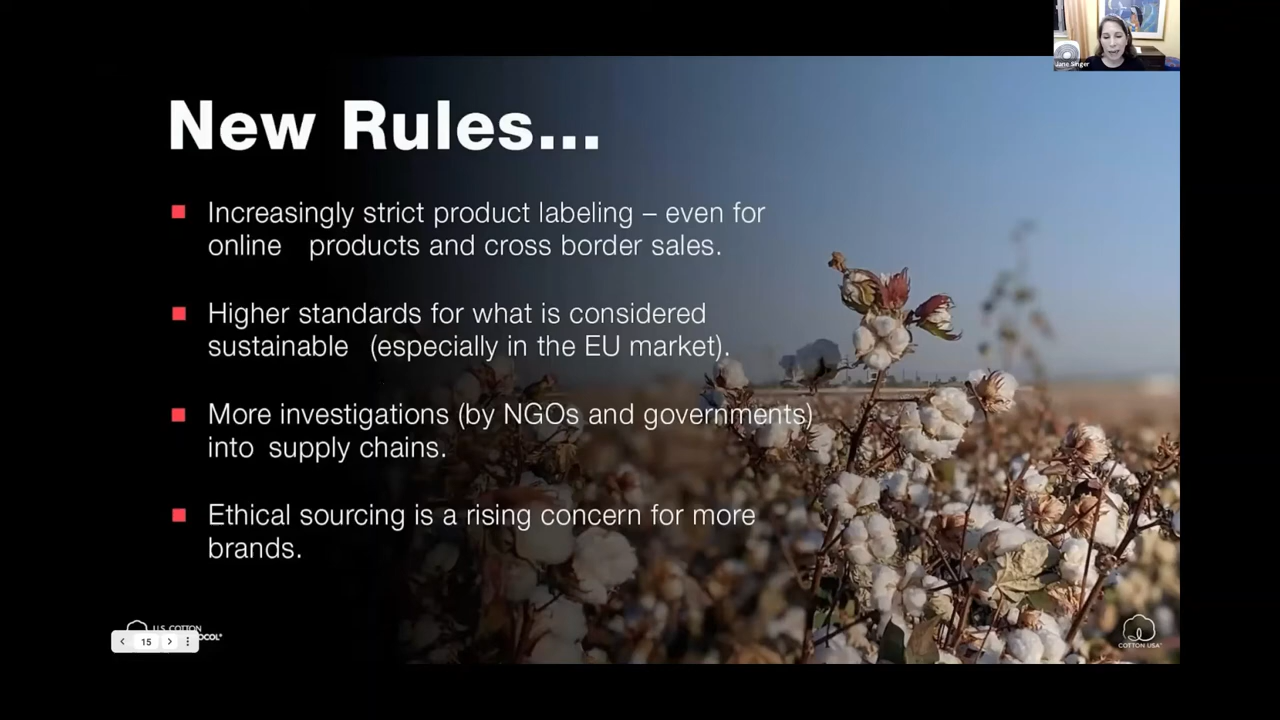 Jane Singer
New Rules...
Increasingly strict product labeling – even for
online products and cross border sales.
Higher standards for what is considered
sustainable (especially in the EU market).
More investigations (by NGOs and governments)
into supply chains.
Ethical sourcing is a rising concern for more
brands.
U.S. COTTON
15
COTTON USA